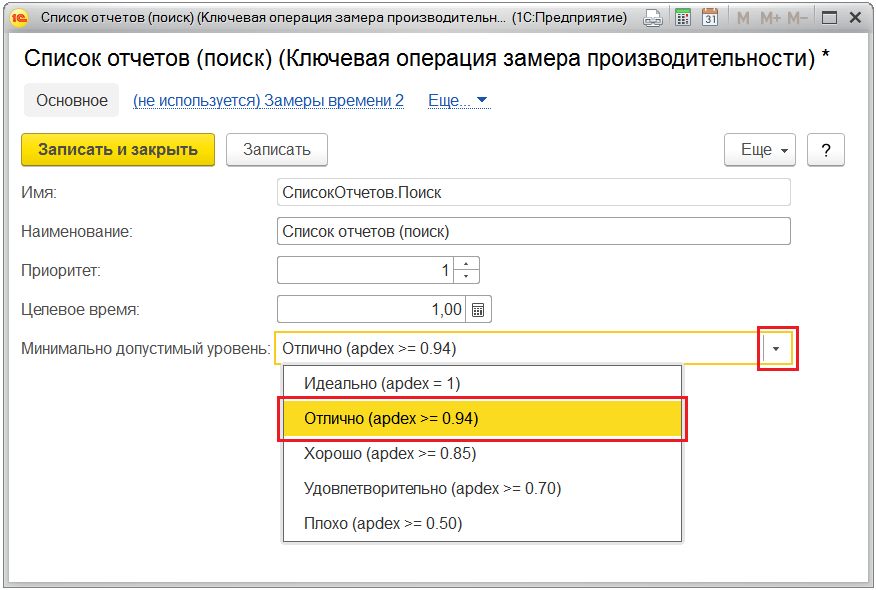 Список отчетов (поиск) (Ключевая операция замера производительн... (1С:Предприятие) 31 M M+ M-
Список отчетов (поиск) (Ключевая операция замера производительности) *
Основное (не используется) Замеры времени 2 Еще...
Записать и закрыть Записать Еще ?
Имя: СписокОтчетов.Поиск
Наименование: Список отчетов (поиск)
Приоритет: 1
Целевое время: 1,00
Минимально допустимый уровень: Отлично (apdex >= 0.94)
Идеально (apdex = 1)
Отлично (apdex >= 0.94)
Хорошо (apdex >= 0.85)
Удовлетворительно (apdex >= 0.70)
Плохо (apdex >= 0.50)